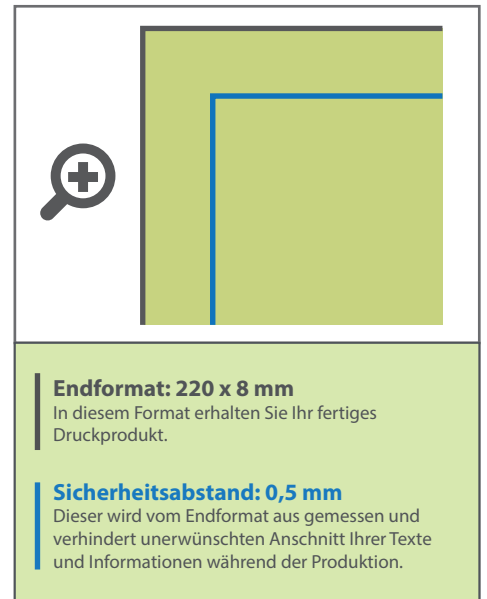 Endformat: 220 x 8 mm
In diesem Format erhalten Sie Ihr fertiges
Druckprodukt.
Sicherheitsabstand: 0,5 mm
Dieser wird vom Endformat aus gemessen und
verhindert unerwünschten Anschnitt Ihrer Texte
und Informationen während der Produktion.